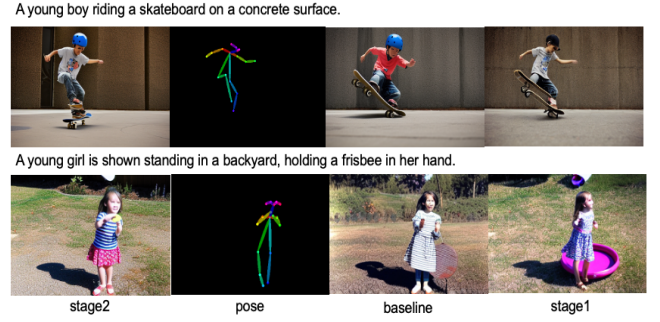 A young boy riding a skateboard on a concrete surface.
A young girl is shown standing in a backyard, holding a frisbee in her hand.
stage2 pose baseline stage1